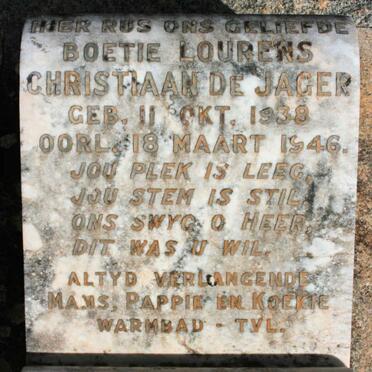 HIER RUS ONS GELIEFDE
BOETIE LOURENS
CHRISTIAAN DE JAGER
GEB. 11 OKT. 1938
OORL. 18 MAART 1946.
JOU PLEK IS LEEG,
JOU STEM IS STIL,
ONS SWYG O HEER,
DIT WAS U WIL.
ALTYD VERLANGENDE
MAMS, PAPPIE EN KOEKIE
WARMBAD - TVL.